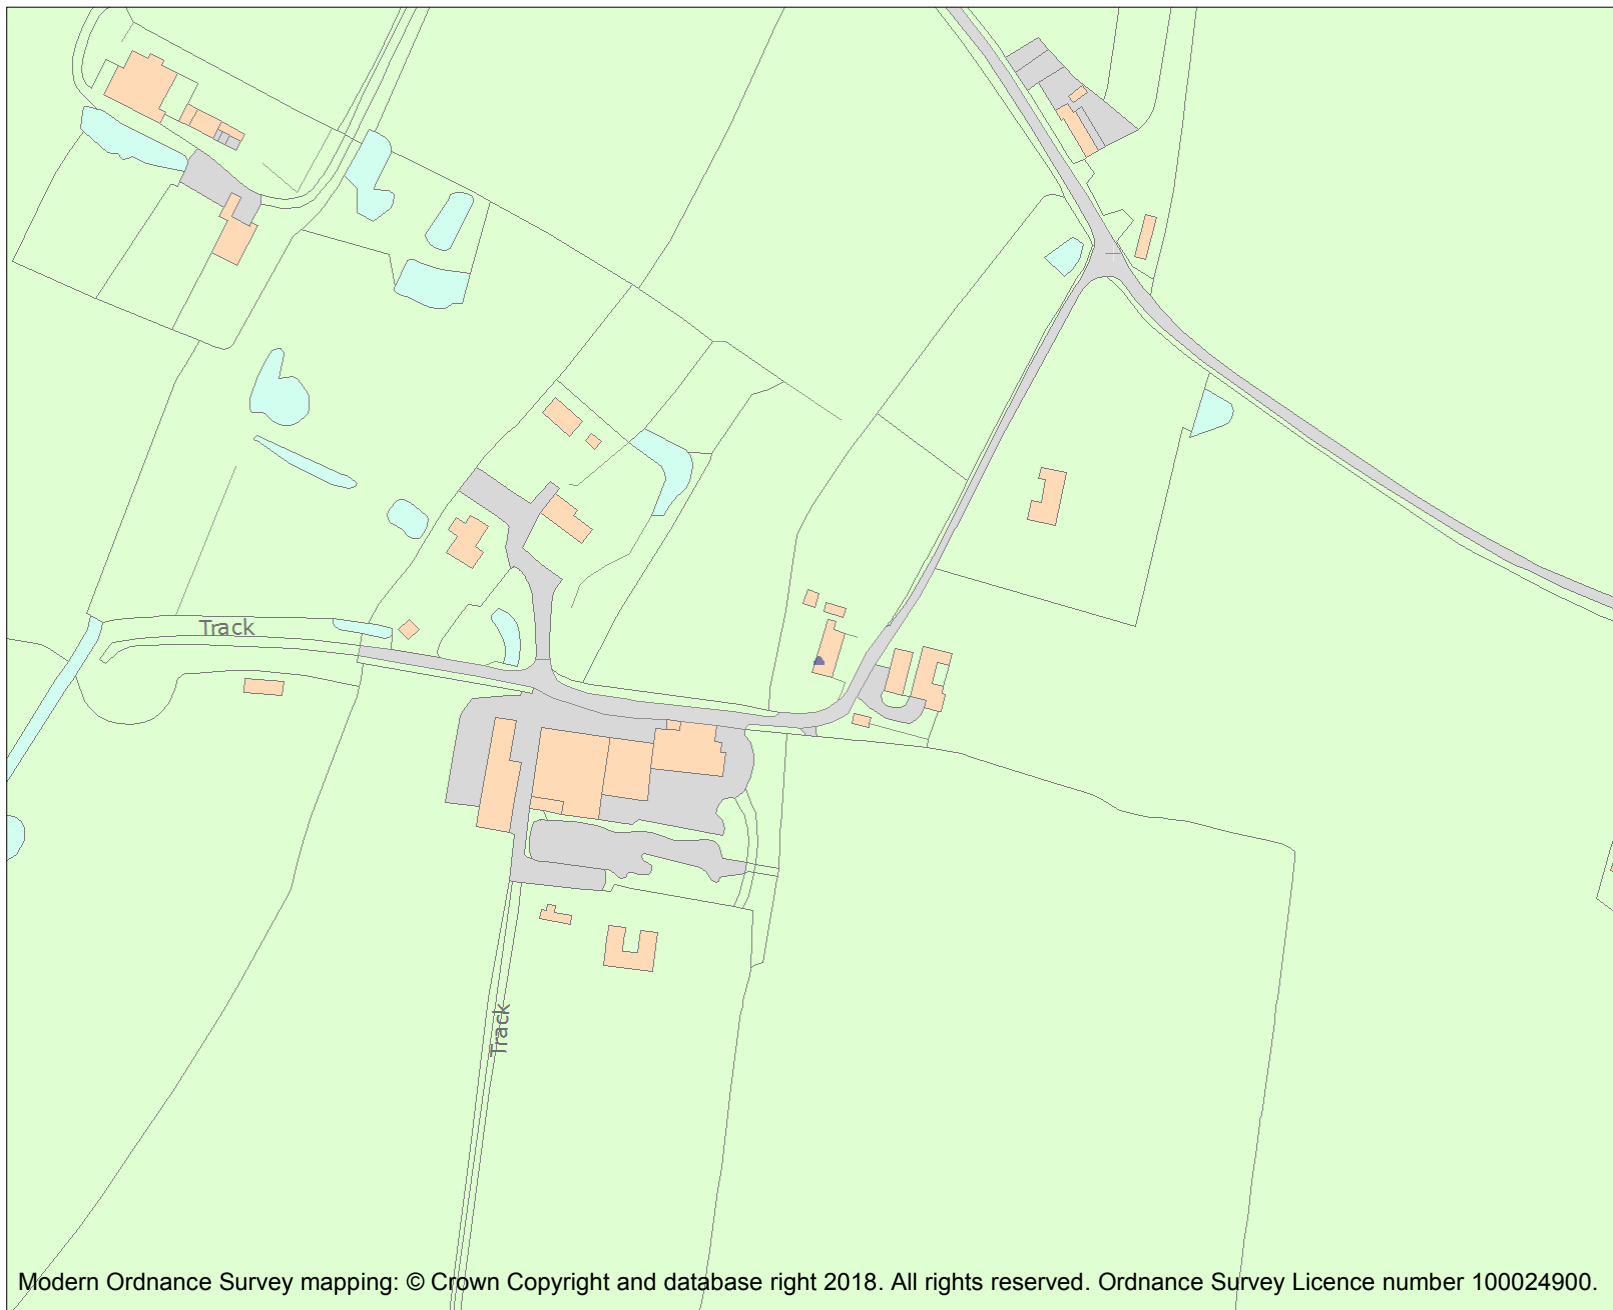 Track
Track
Modern Ordnance Survey mapping: © Crown Copyright and database right 2018. All rights reserved. Ordnance Survey Licence number 100024900.